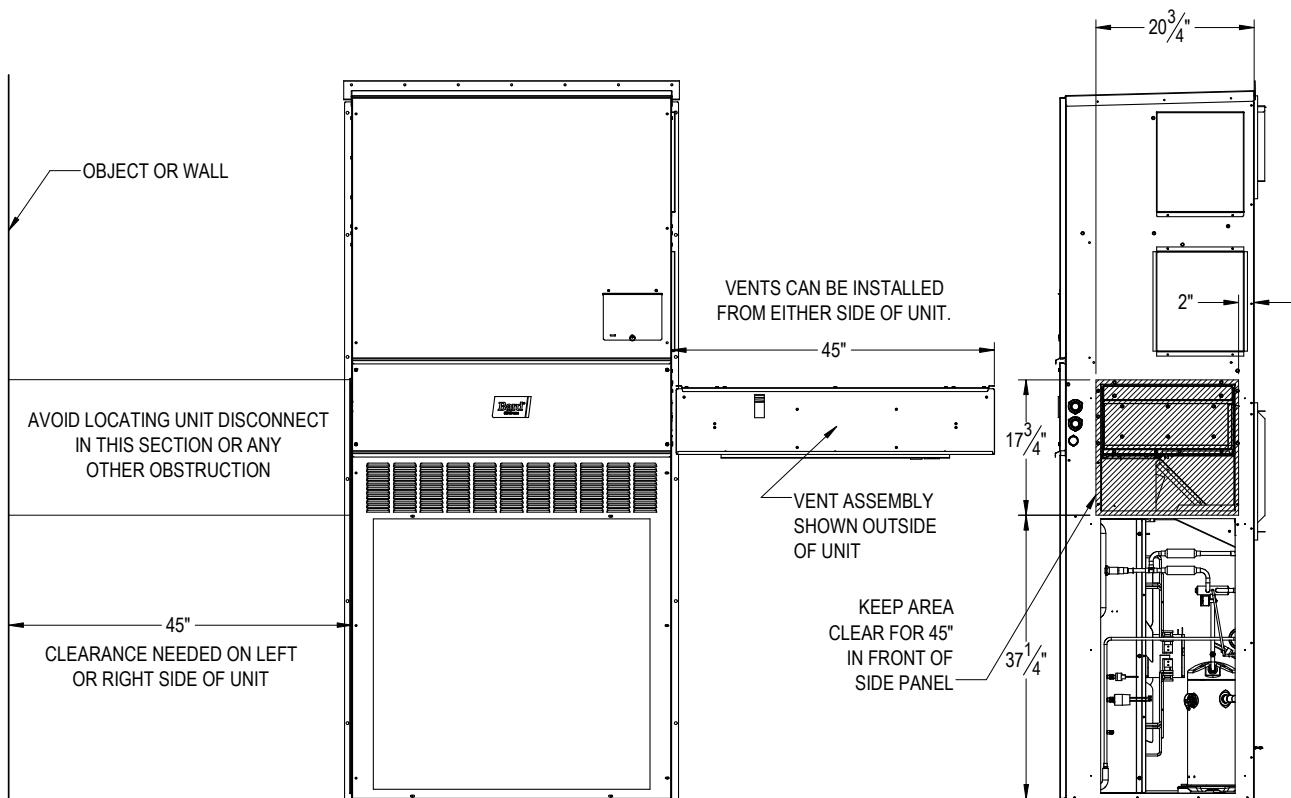 20 3/4"
OBJECT OR WALL
VENTS CAN BE INSTALLED
FROM EITHER SIDE OF UNIT.
2"
45"
Bard
AVOID LOCATING UNIT DISCONNECT
IN THIS SECTION OR ANY
OTHER OBSTRUCTION
17 3/4"
VENT ASSEMBLY
SHOWN OUTSIDE
OF UNIT
KEEP AREA
CLEAR FOR 45"
IN FRONT OF
SIDE PANEL
37 1/4"
45"
CLEARANCE NEEDED ON LEFT
OR RIGHT SIDE OF UNIT